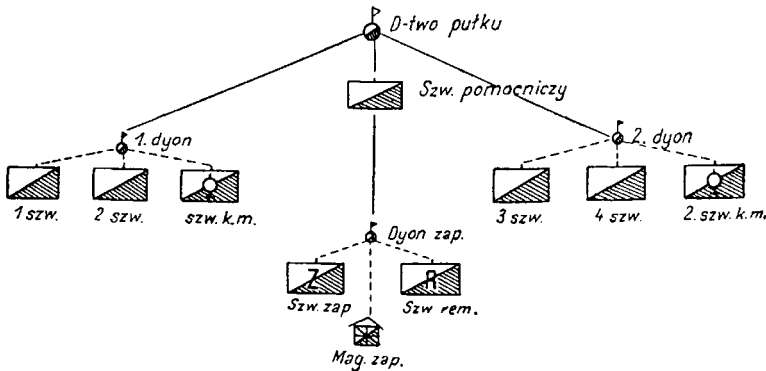 D-two pułku
Szw. pomocniczy
1. dyon
2. dyon
1 szw.
2 szw.
szw. k.m.
3 szw.
4 szw.
2. szw. k.m.
Dyon zap.
Z
R
Szw. zap
Szw rem.
Mag. zap.